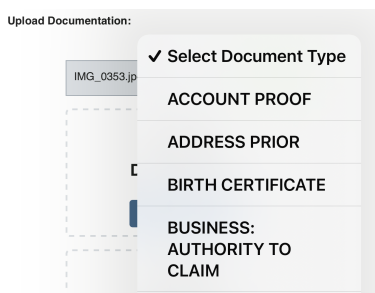 Upload Documentation:
✓ Select Document Type
IMG_0353.jp
ACCOUNT PROOF
ADDRESS PRIOR
BIRTH CERTIFICATE
BUSINESS:
AUTHORITY TO
CLAIM